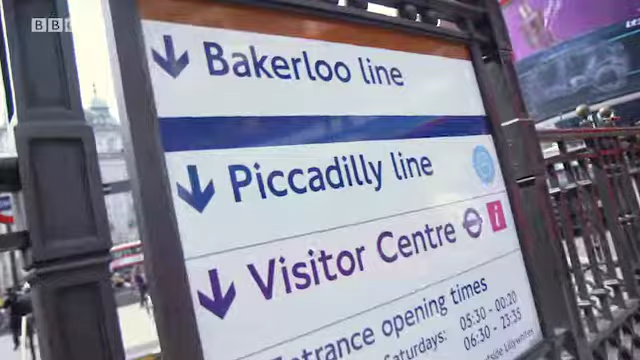 BBC
Bakerloo line
Piccadilly line
Visitor Centre i
Entrance opening times
Saturdays: 05:30 - 00:20
06:30 - 23:35